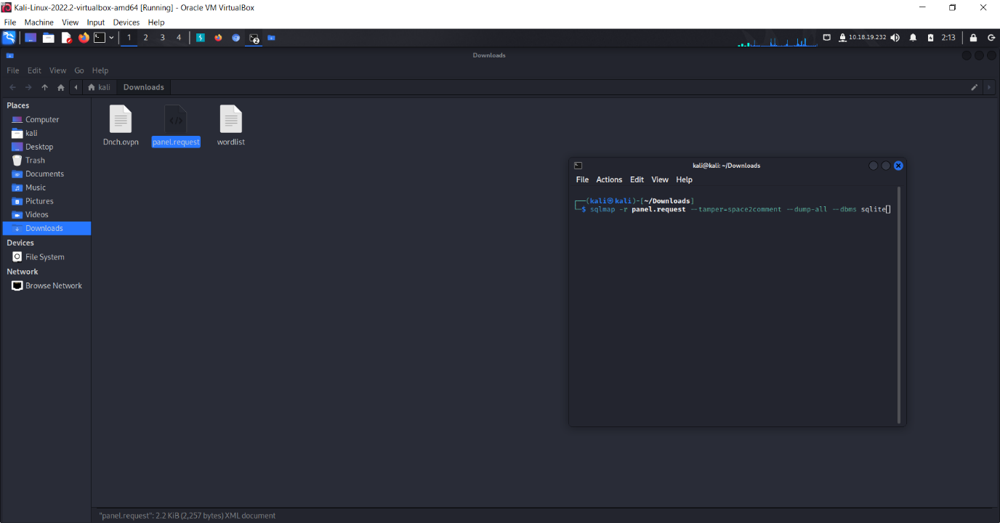 Kali-Linux-2022.2-virtualbox-amd64 [Running] - Oracle VM VirtualBox
File Machine View Input Devices Help
1 2 3 4
2
10.18.19.232
2:13
Downloads
File Edit View Go Help
kali Downloads
Places
Computer
kali
Desktop
Trash
Documents
Music
Pictures
Videos
Downloads
Devices
File System
Network
Browse Network
Dnch.ovpn
panel.request
wordlist
kali@kali: ~/Downloads
File Actions Edit View Help
┌──(kali㉿kali)-[~/Downloads]
└─$ sqlmap -r panel.request --tamper=space2comment --dump-all --dbms sqlite
"panel.request": 2.2 KiB (2,257 bytes) XML document